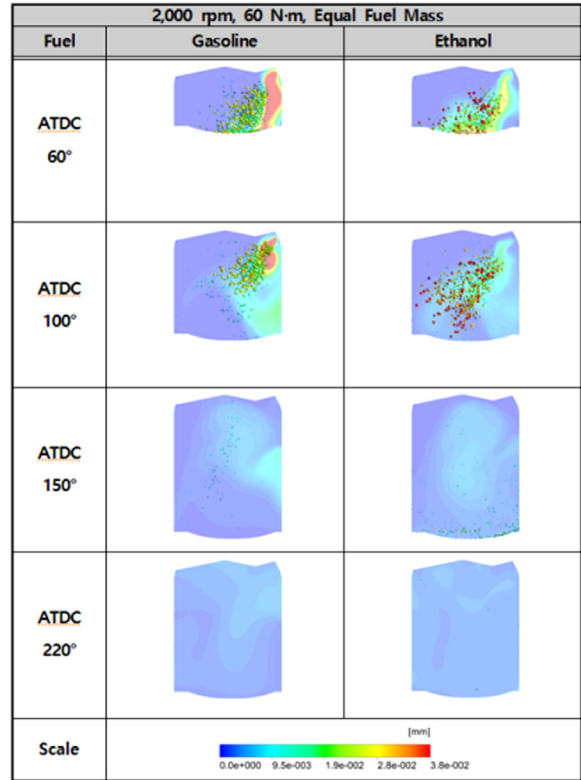 2,000 rpm, 60 N·m, Equal Fuel Mass
Fuel Gasoline Ethanol
ATDC
60°
ATDC
100°
ATDC
150°
ATDC
220°
Scale
[mm]
0.0e+000 9.5e-003 1.9e-002 2.8e-002 3.8e-002